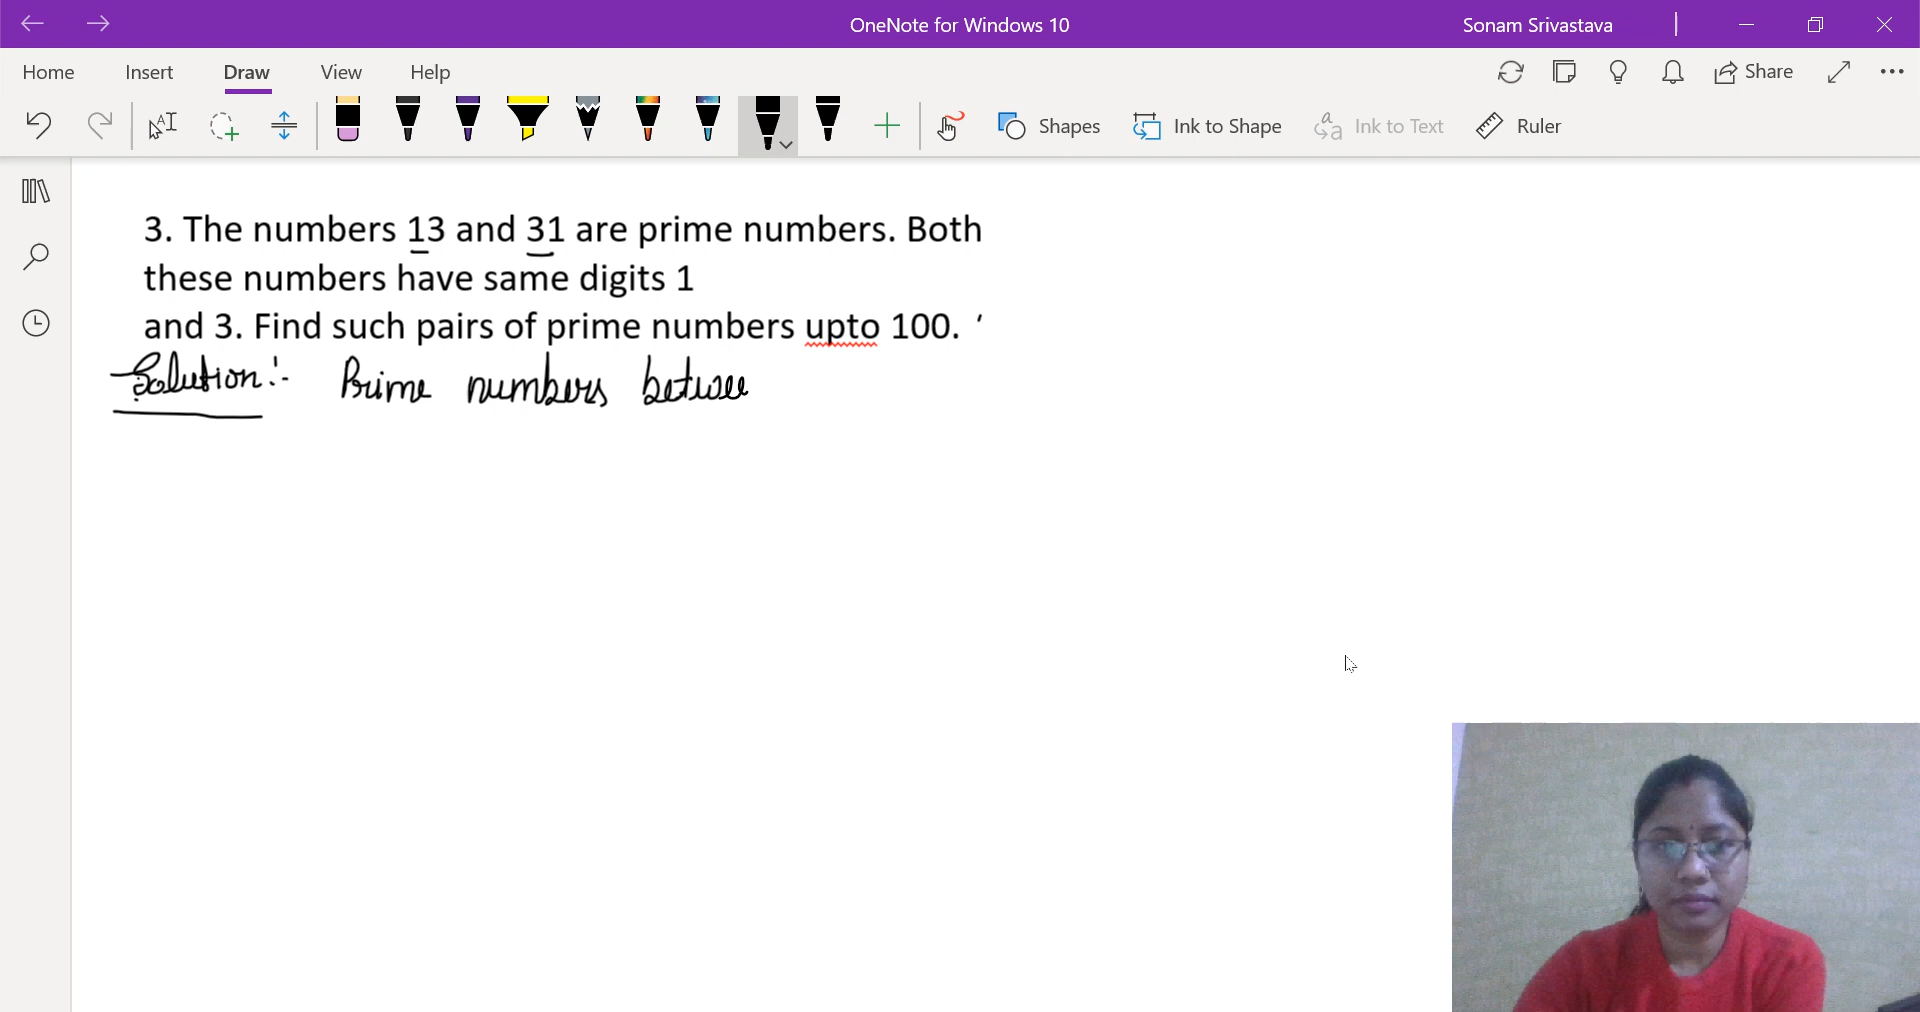 OneNote for Windows 10
Sonam Srivastava
Home Insert Draw View Help
Share
Shapes Ink to Shape Ink to Text Ruler
3. The numbers 13 and 31 are prime numbers. Both
these numbers have same digits 1
and 3. Find such pairs of prime numbers upto 100.
Solution:- Prime numbers betwee